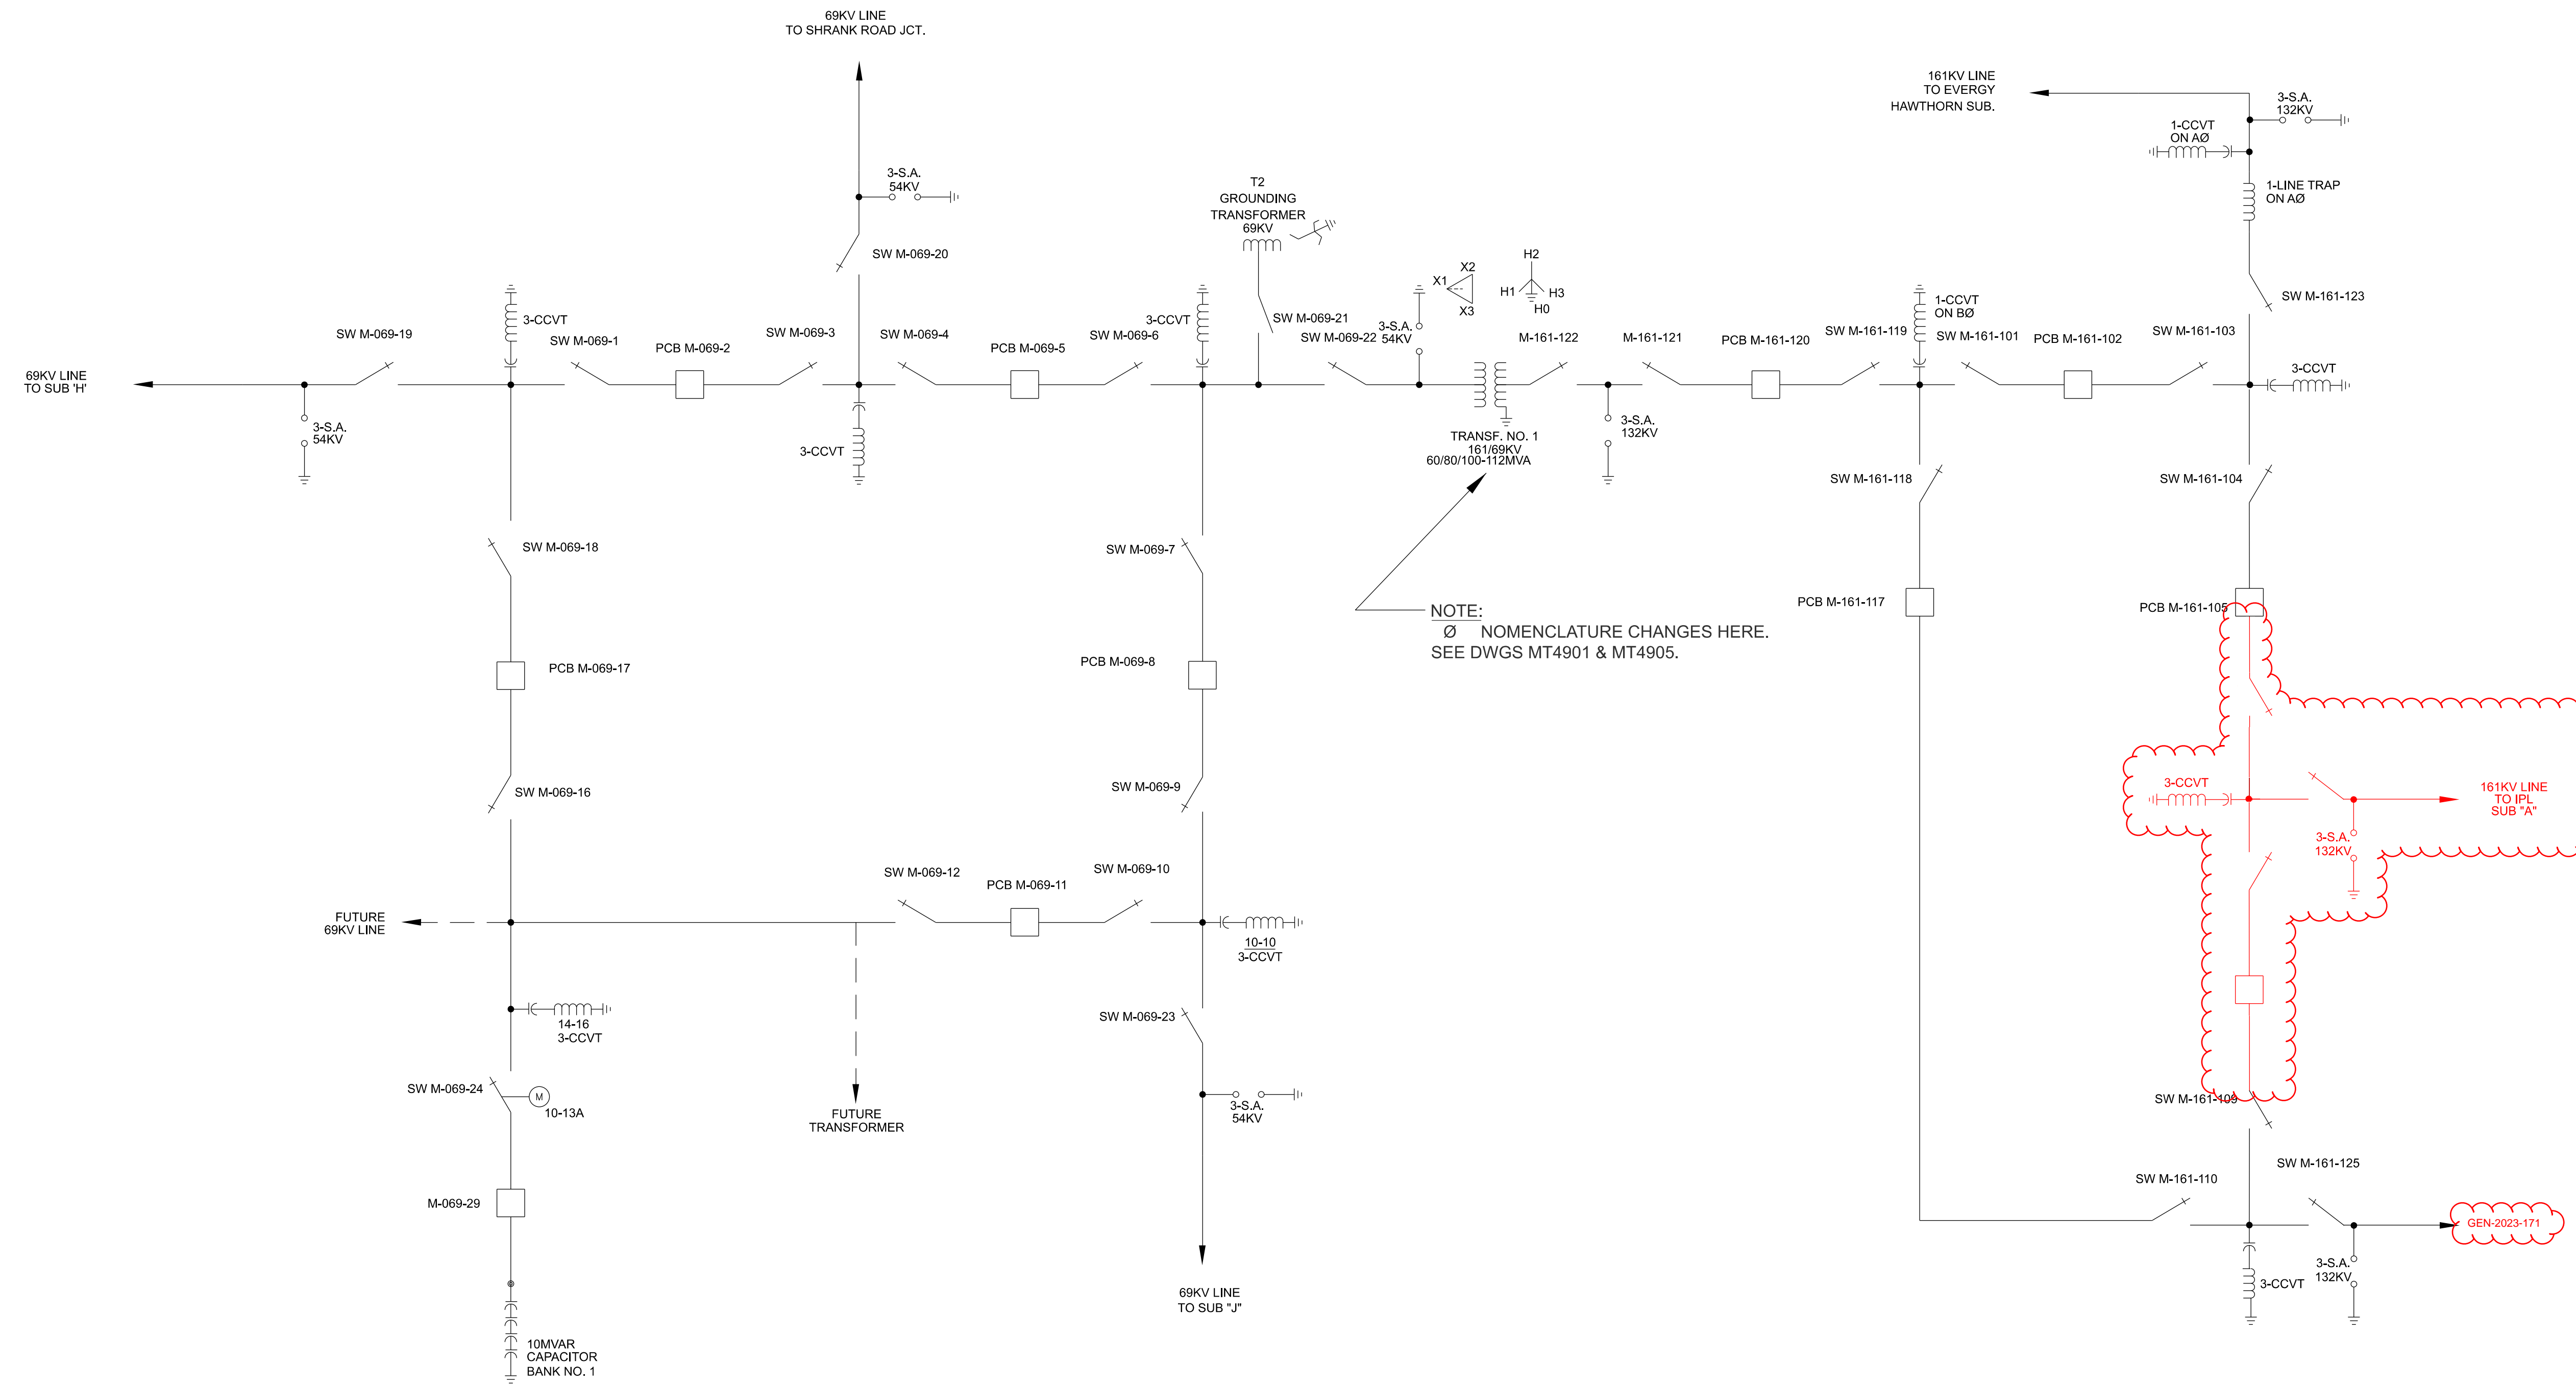 69KV LINE
TO SHRANK ROAD JCT.
161KV LINE
TO EVERGY
HAWTHORN SUB.
3-S.A.
132KV
1-CCVT
ON AØ
1-LINE TRAP
ON AØ
3-S.A.
54KV
T2
GROUNDING
TRANSFORMER
69KV
SW M-069-20
X1
X2
X3
H2
H1
H3
H0
SW M-161-123
69KV LINE
TO SUB 'H'
SW M-069-19
3-CCVT
SW M-069-1
PCB M-069-2
SW M-069-3
SW M-069-4
PCB M-069-5
SW M-069-6
3-CCVT
SW M-069-21
SW M-069-22
3-S.A.
54KV
M-161-122
M-161-121
PCB M-161-120
SW M-161-119
1-CCVT
ON BØ
SW M-161-101
PCB M-161-102
SW M-161-103
3-CCVT
3-S.A.
54KV
3-CCVT
TRANSF. NO. 1
161/69KV
60/80/100-112MVA
3-S.A.
132KV
SW M-161-118
SW M-161-104
SW M-069-18
SW M-069-7
PCB M-161-117
PCB M-161-105
NOTE:
Ø NOMENCLATURE CHANGES HERE.
SEE DWGS MT4901 & MT4905.
PCB M-069-17
PCB M-069-8
SW M-069-16
SW M-069-9
3-CCVT
161KV LINE
TO IPL
SUB "A"
3-S.A.
132KV
SW M-069-12
PCB M-069-11
SW M-069-10
FUTURE
69KV LINE
10-10
3-CCVT
14-16
3-CCVT
SW M-069-23
SW M-069-24
M
10-13A
FUTURE
TRANSFORMER
3-S.A.
54KV
SW M-161-109
M-069-29
SW M-161-110
SW M-161-125
GEN-2023-171
3-CCVT
3-S.A.
132KV
69KV LINE
TO SUB "J"
10MVAR
CAPACITOR
BANK NO. 1